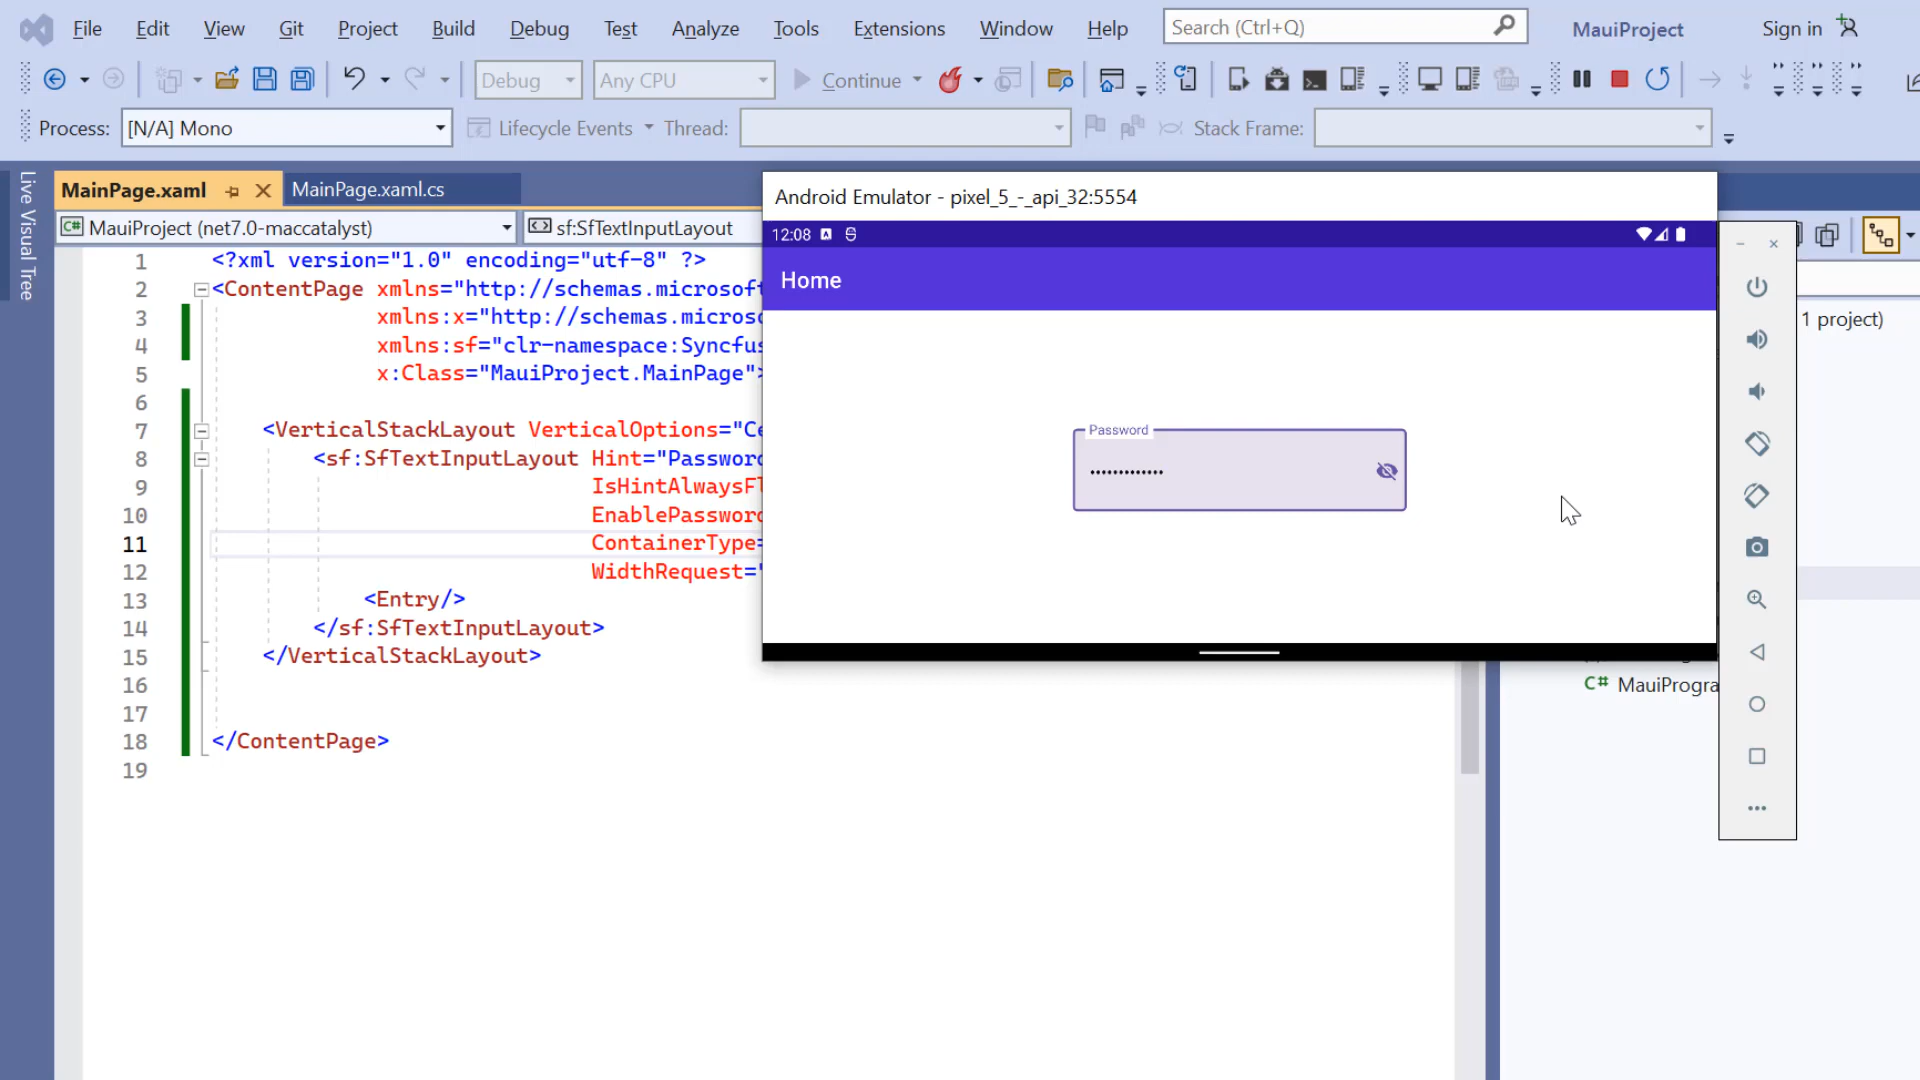 File Edit View Git Project Build Debug Test Analyze Tools Extensions Window Help Search (Ctrl+Q) MauiProject Sign in
Debug Any CPU Continue
Process: [N/A] Mono Lifecycle Events Thread: Stack Frame:
Live Visual Tree
MainPage.xaml MainPage.xaml.cs
MauiProject (net7.0-maccatalyst) sf:SfTextInputLayout
1 <?xml version="1.0" encoding="utf-8" ?>
2 <ContentPage xmlns="http://schemas.microsoft
3 xmlns:x="http://schemas.micros
4 xmlns:sf="clr-namespace:Syncfus
5 x:Class="MauiProject.MainPage">
6
7 <VerticalStackLayout VerticalOptions="Ce
8 <sf:SfTextInputLayout Hint="Password
9 IsHintAlwaysFl
10 EnablePassword
11 ContainerType=
12 WidthRequest="
13 <Entry/>
14 </sf:SfTextInputLayout>
15 </VerticalStackLayout>
16
17
18 </ContentPage>
19
Android Emulator - pixel_5_-_api_32:5554
12:08
Home
Password
•••••••••••••
1 project)
C# MauiProgra